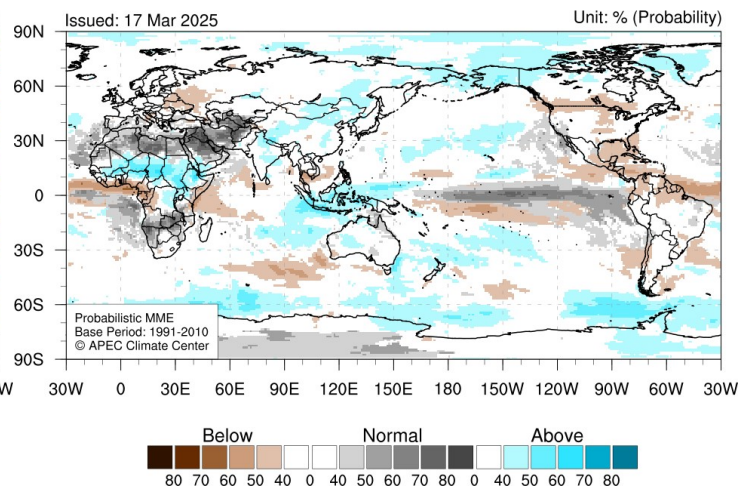 Issued: 17 Mar 2025
Unit: % (Probability)
90N
60N
30N
0
30S
60S
90S
Probabilistic MME
Base Period: 1991-2010
© APEC Climate Center
W 30W 0 30E 60E 90E 120E 150E 180 150W 120W 90W 60W 30W
Below Normal Above
80 70 60 50 40 0 40 50 60 70 80 0 40 50 60 70 80